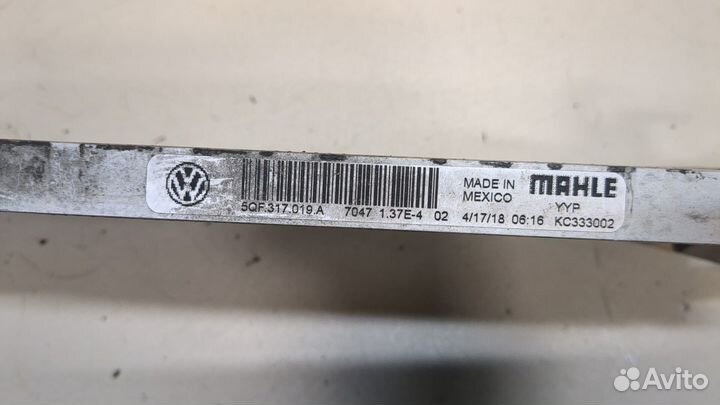 5QF.317.019.A 7047 1.37E-4 02
MADE IN
MEXICO
4/17/18 06:16
MAHLE
YYP
KC333002
Avito